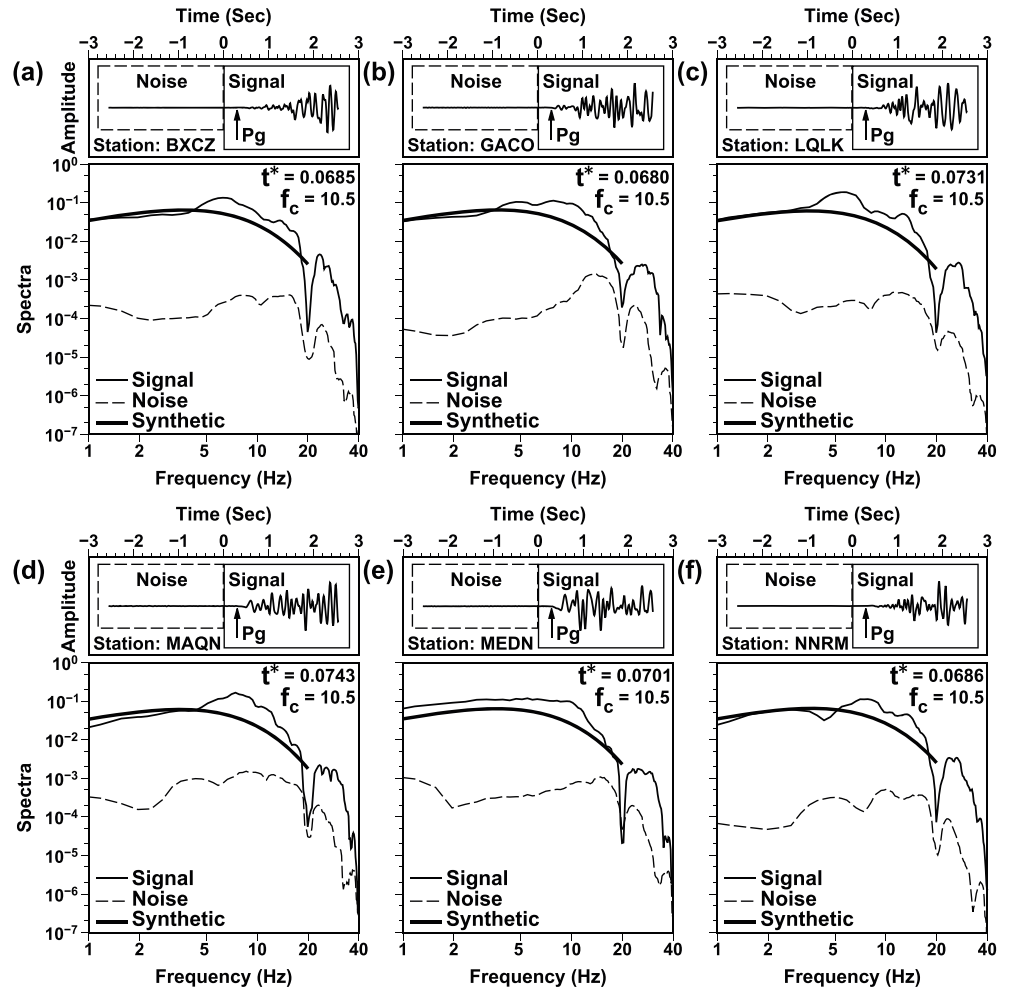 Time (Sec) Time (Sec) Time (Sec)
−3 −2 −1 0 1 2 3 −2 −1 0 1 2 3 −2 −1 0 1 2 3
(a) Noise Signal (b) Noise Signal (c) Noise Signal
Amplitude
Pg Pg Pg
Station: BXCZ Station: GACO Station: LQLK
t* = 0.0685 t* = 0.0680 t* = 0.0731
fc = 10.5 fc = 10.5 fc = 10.5
Spectra
10⁰
10⁻¹
10⁻²
10⁻³
10⁻⁴
10⁻⁵
10⁻⁶
10⁻⁷
Signal Signal Signal
Noise Noise Noise
Synthetic Synthetic Synthetic
1 2 5 10 20 40 1 2 5 10 20 40 1 2 5 10 20 40
Frequency (Hz) Frequency (Hz) Frequency (Hz)
Time (Sec) Time (Sec) Time (Sec)
−3 −2 −1 0 1 2 −3 −2 −1 0 1 2 −3 −2 −1 0 1 2 3
(d) Noise Signal (e) Noise Signal (f) Noise Signal
Amplitude
Pg Pg Pg
Station: MAQN Station: MEDN Station: NNRM
t* = 0.0743 t* = 0.0701 t* = 0.0686
fc = 10.5 fc = 10.5 fc = 10.5
Spectra
10⁰
10⁻¹
10⁻²
10⁻³
10⁻⁴
10⁻⁵
10⁻⁶
10⁻⁷
Signal Signal Signal
Noise Noise Noise
Synthetic Synthetic Synthetic
1 2 5 10 20 40 1 2 5 10 20 40 1 2 5 10 20 40
Frequency (Hz) Frequency (Hz) Frequency (Hz)